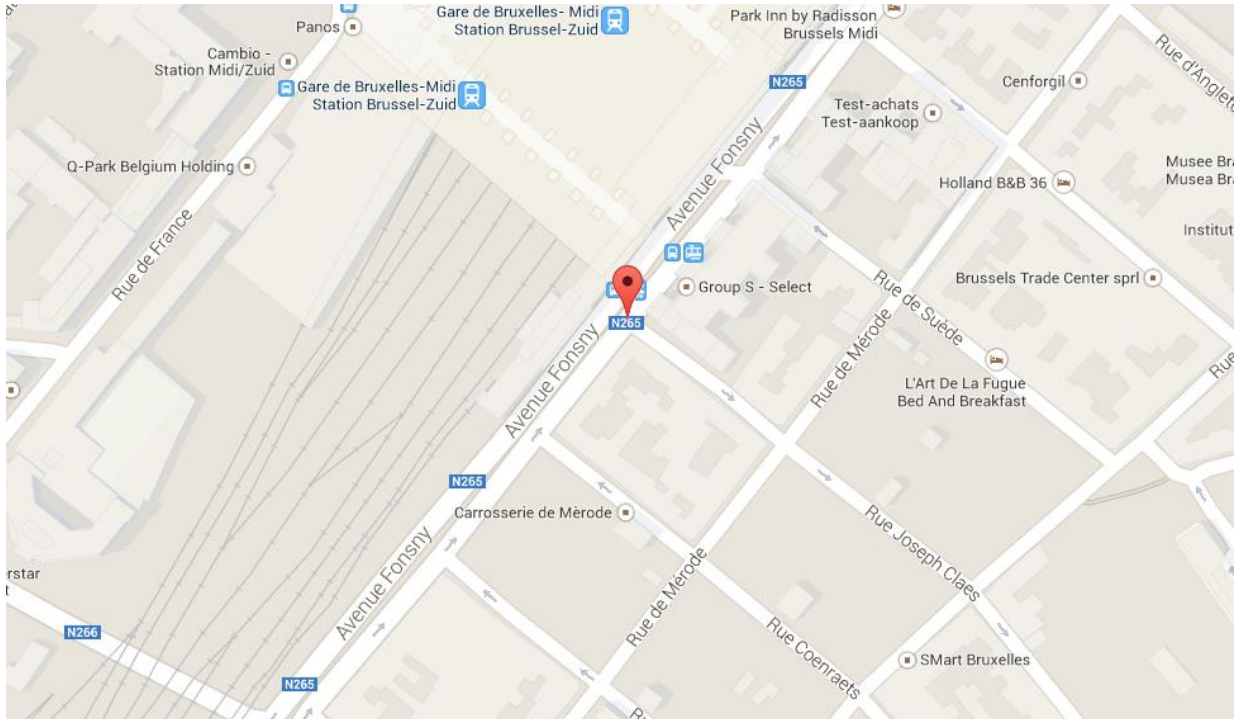 Gare de Bruxelles- Midi
Station Brussel-Zuid
Park Inn by Radisson
Brussels Midi
Panos
Cambio -
Station Midi/Zuid
Rue d'Anglet
N265
Cenforgil
Gare de Bruxelles-Midi
Station Brussel-Zuid
Test-achats
Test-aankoop
Avenue Fonsny
Q-Park Belgium Holding
Musee Bra
Musea Bra
Holland B&B 36
Institut
Rue de France
Group S - Select
Brussels Trade Center sprl
Rue de Suède
N265
Rue de Mérode
Rue
Avenue Fonsny
L'Art De La Fugue
Bed And Breakfast
N265
Carrosserie de Mèrode
Rue Joseph Claes
Avenue Fonsny
rstar
t
Rue de Mérode
N266
Rue Coenraets
SMart Bruxelles
N265